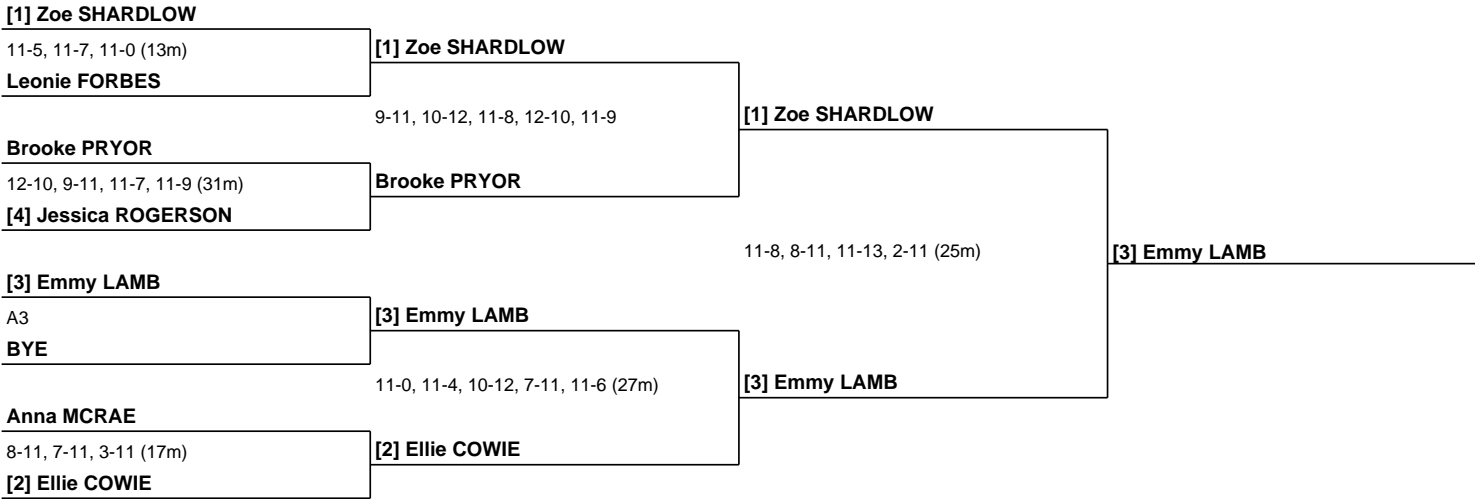 [1] Zoe SHARDLOW
11-5, 11-7, 11-0 (13m)
Leonie FORBES
Brooke PRYOR
12-10, 9-11, 11-7, 11-9 (31m)
[4] Jessica ROGERSON
[3] Emmy LAMB
A3
BYE
Anna MCRAE
8-11, 7-11, 3-11 (17m)
[2] Ellie COWIE
[1] Zoe SHARDLOW
9-11, 10-12, 11-8, 12-10, 11-9
Brooke PRYOR
[3] Emmy LAMB
11-0, 11-4, 10-12, 7-11, 11-6 (27m)
[2] Ellie COWIE
[1] Zoe SHARDLOW
11-8, 8-11, 11-13, 2-11 (25m)
[3] Emmy LAMB
[3] Emmy LAMB